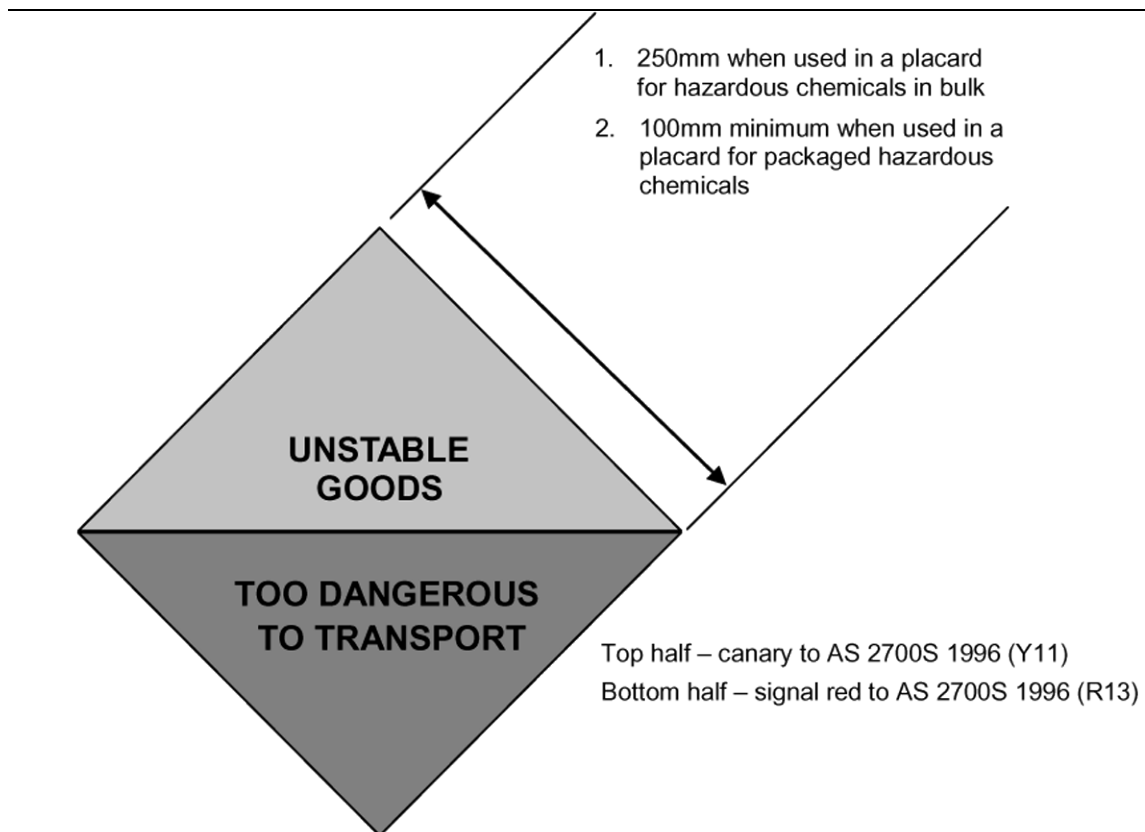 1. 250mm when used in a placard
for hazardous chemicals in bulk
2. 100mm minimum when used in a
placard for packaged hazardous
chemicals
UNSTABLE
GOODS
TOO DANGEROUS
TO TRANSPORT
Top half – canary to AS 2700S 1996 (Y11)
Bottom half – signal red to AS 2700S 1996 (R13)